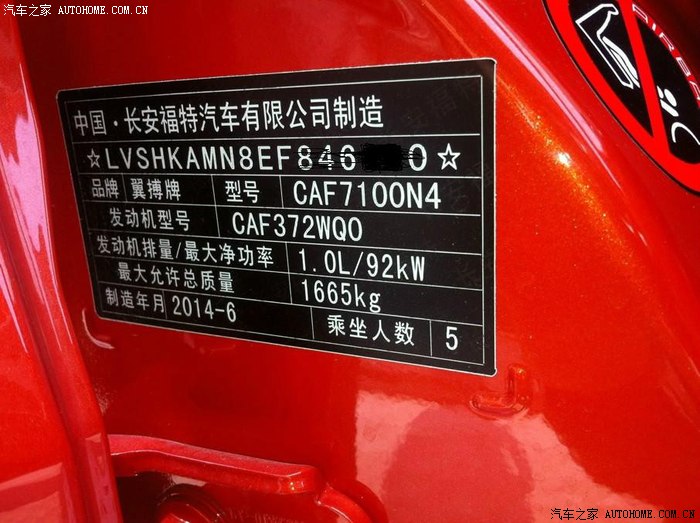 汽车之家 AUTOHOME.COM.CN
AIRBA
中国·长安福特汽车有限公司制造
☆LVSHKAMN8EF846 0☆
品牌 翼搏牌 型号 CAF7100N4
发动机型号 CAF372WQ0
发动机排量/最大净功率 1.0L/92kW
最大允许总质量 1665kg
制造年月 2014-6 乘坐人数 5
汽车之家 AUTOHOME.COM.CN